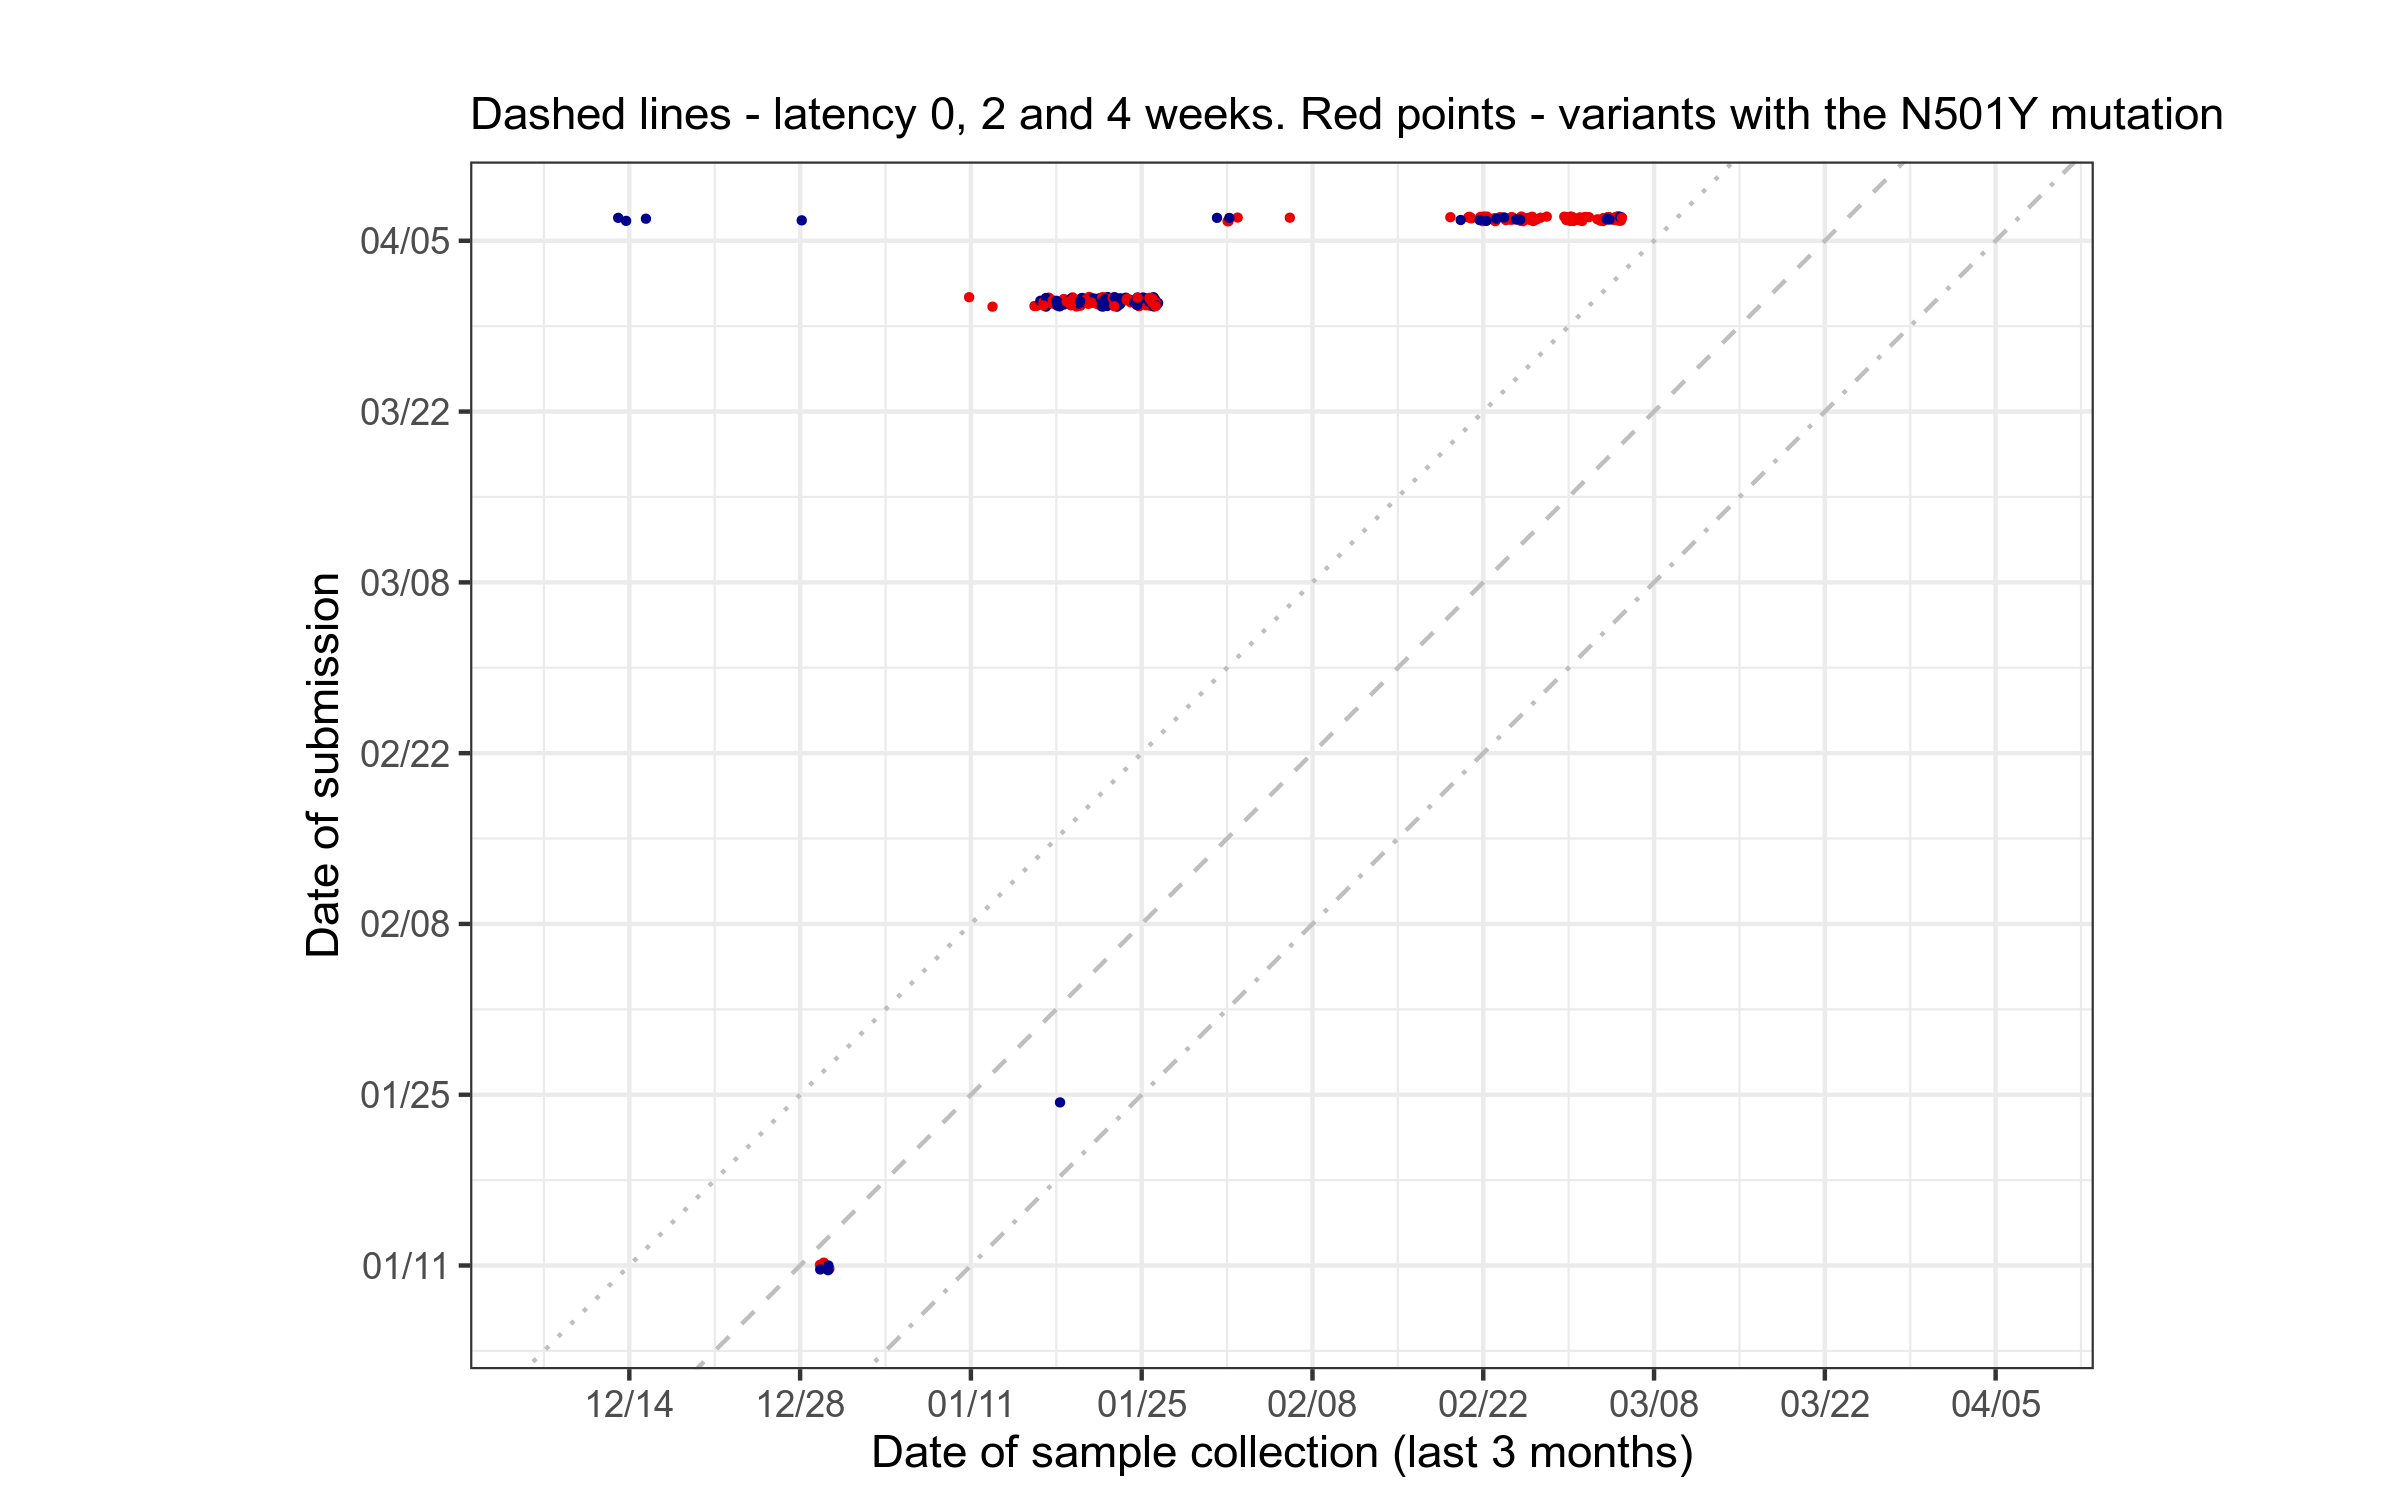 Dashed lines - latency 0, 2 and 4 weeks. Red points - variants with the N501Y mutation
04/05
03/22
03/08
02/22
02/08
01/25
01/11
Date of submission
12/14 12/28 01/11 01/25 02/08 02/22 03/08 03/22 04/05
Date of sample collection (last 3 months)